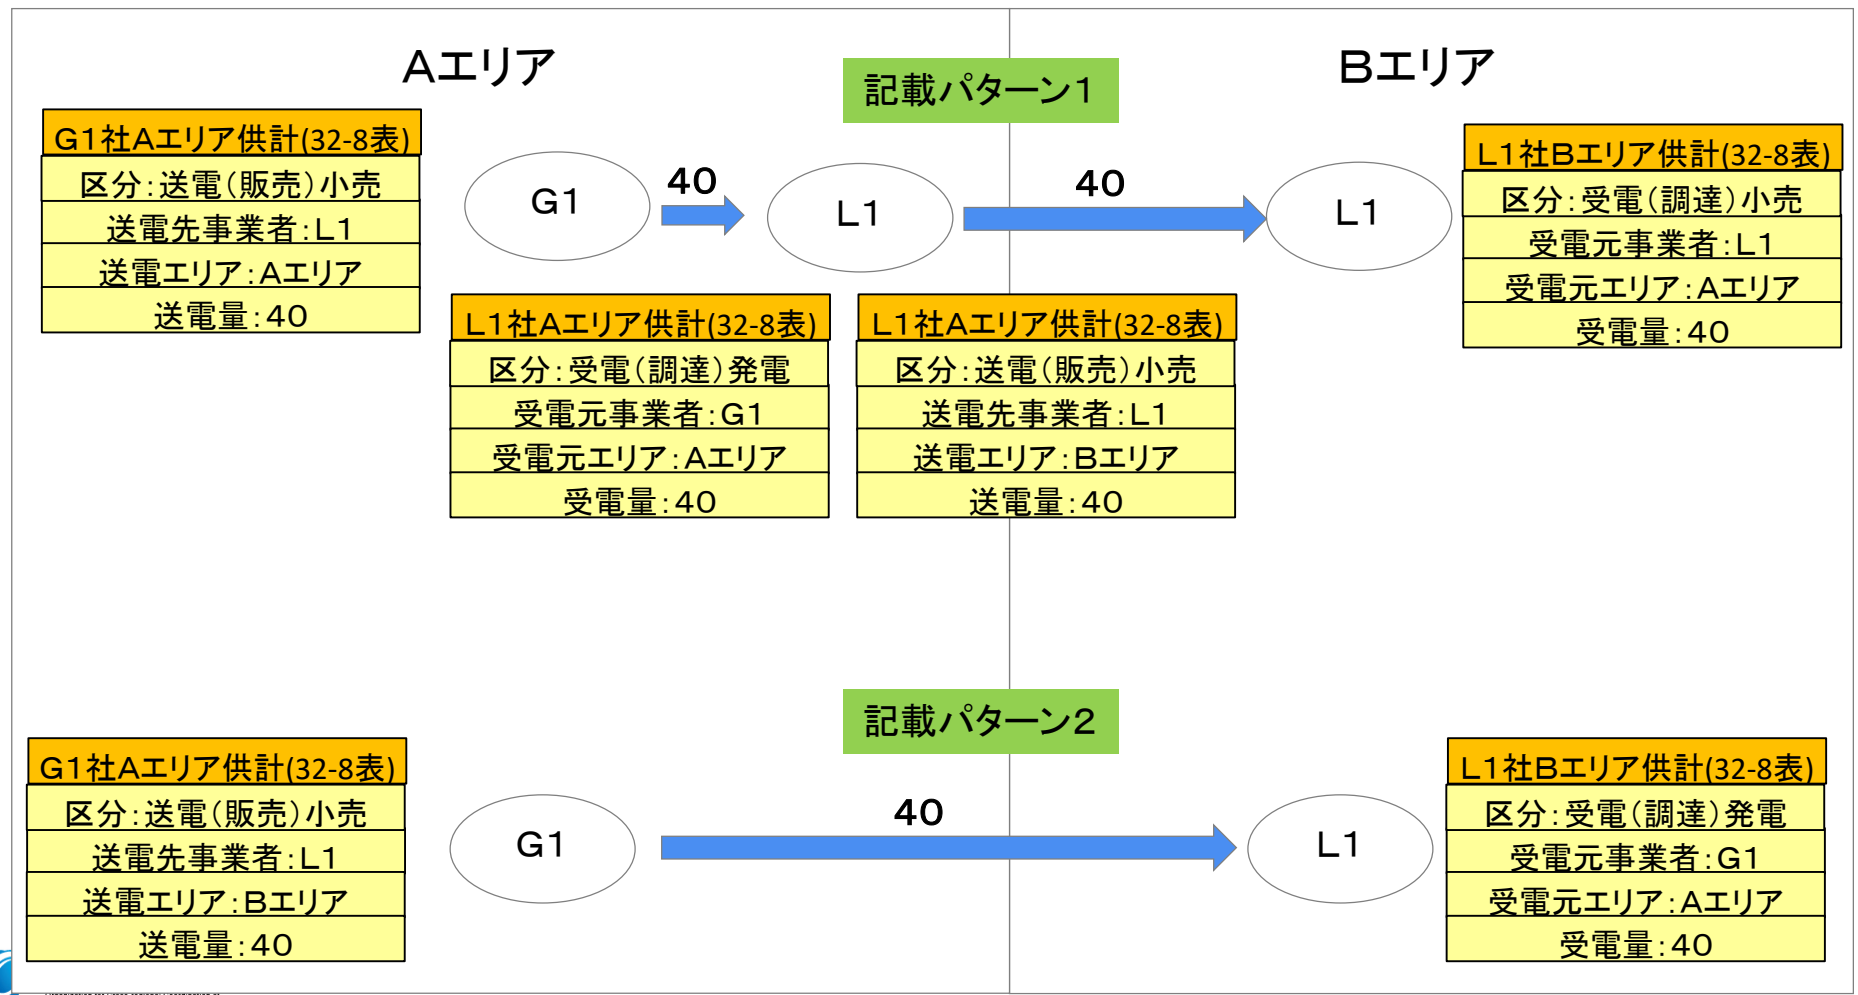 Aエリア
Bエリア
記載パターン1
G1社Aエリア供計(32-8表)
区分:送電(販売)小売
送電先事業者:L1
送電エリア:Aエリア
送電量:40
G1
40
L1
40
L1
L1社Bエリア供計(32-8表)
区分:受電(調達)小売
受電元事業者:L1
受電元エリア:Aエリア
受電量:40
L1社Aエリア供計(32-8表)
区分:受電(調達)発電
受電元事業者:G1
受電元エリア:Aエリア
受電量:40
L1社Aエリア供計(32-8表)
区分:送電(販売)小売
送電先事業者:L1
送電エリア:Bエリア
送電量:40
記載パターン2
G1社Aエリア供計(32-8表)
区分:送電(販売)小売
送電先事業者:L1
送電エリア:Bエリア
送電量:40
G1
40
L1
L1社Bエリア供計(32-8表)
区分:受電(調達)発電
受電元事業者:G1
受電元エリア:Aエリア
受電量:40